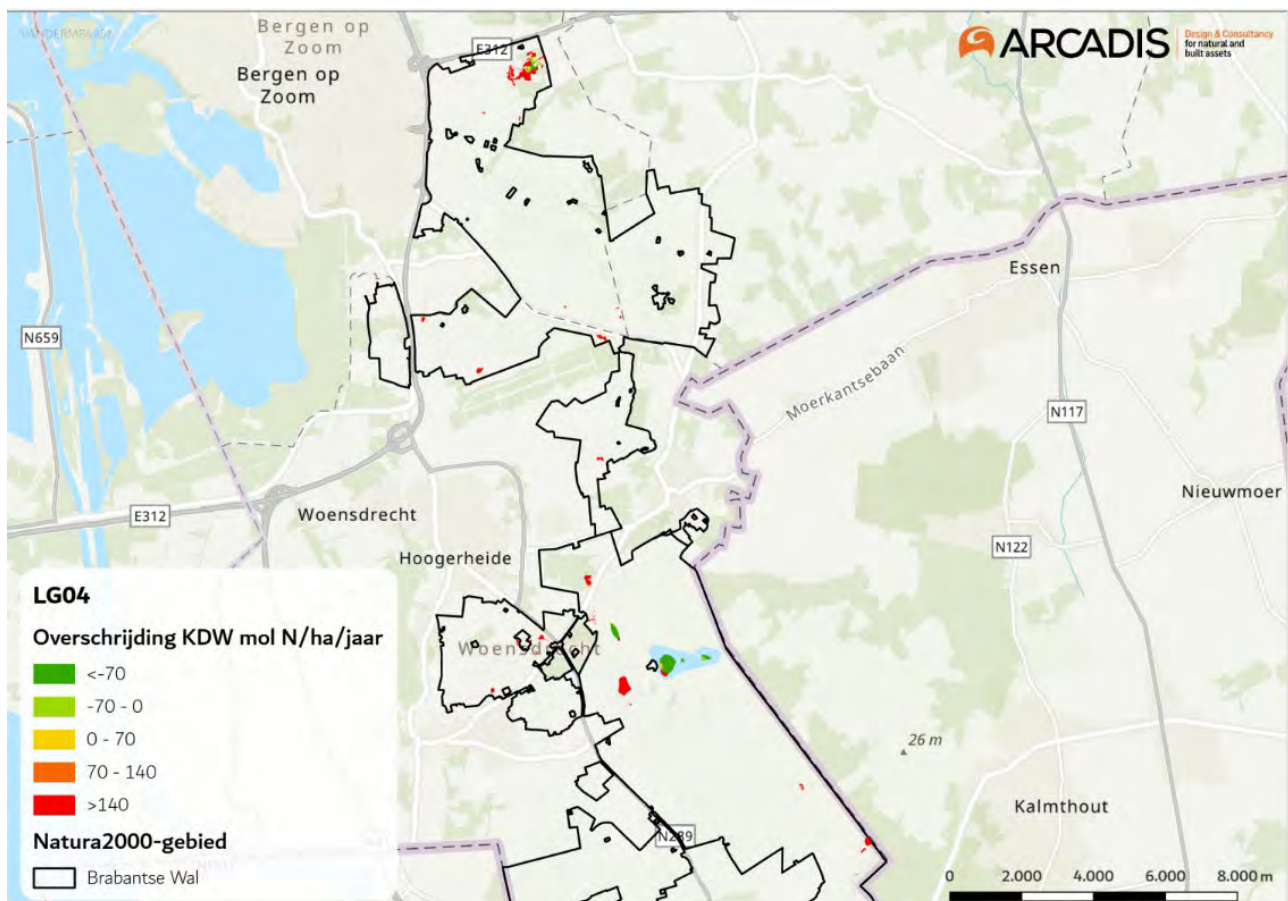 Bergen op
Zoom
Bergen op
Zoom
E312
ARCADIS
Design & Consultancy
for natural and
built assets
Essen
N659
Moerkantsebaan
N117
Nieuwmoer
E312
Woensdrecht
N122
Hoogerheide
Woensdrecht
26 m
Kalmthout
N289
LG04
Overschrijding KDW mol N/ha/jaar
<-70
-70 - 0
0 - 70
70 - 140
>140
Natura2000-gebied
Brabantse Wal
0 2.000 4.000 6.000 8.000 m